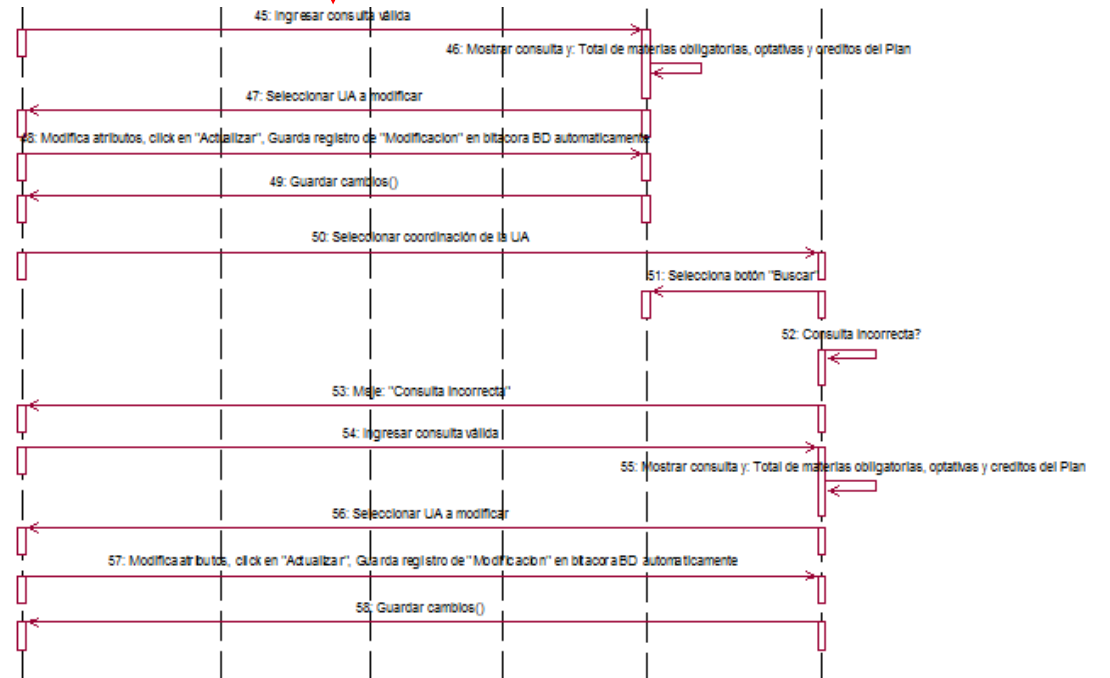 45: Ingresar consulta válida
46: Mostrar consulta y: Total de materias obligatorias, optativas y creditos del Plan
47: Seleccionar UA a modificar
48: Modifica atributos, click en "Actualizar", Guarda registro de "Modificacion" en bitacora BD automaticamente
49: Guardar cambios()
50: Seleccionar coordinación de la UA
51: Selecciona botón "Buscar"
52: Consulta Incorrecta?
53: Msje: "Consulta Incorrecta"
54: Ingresar consulta válida
55: Mostrar consulta y: Total de materias obligatorias, optativas y creditos del Plan
56: Seleccionar UA a modificar
57: Modifica atributos, click en "Actualizar", Guarda registro de "Modificacion" en bitacora BD automaticamente
58: Guardar cambios()